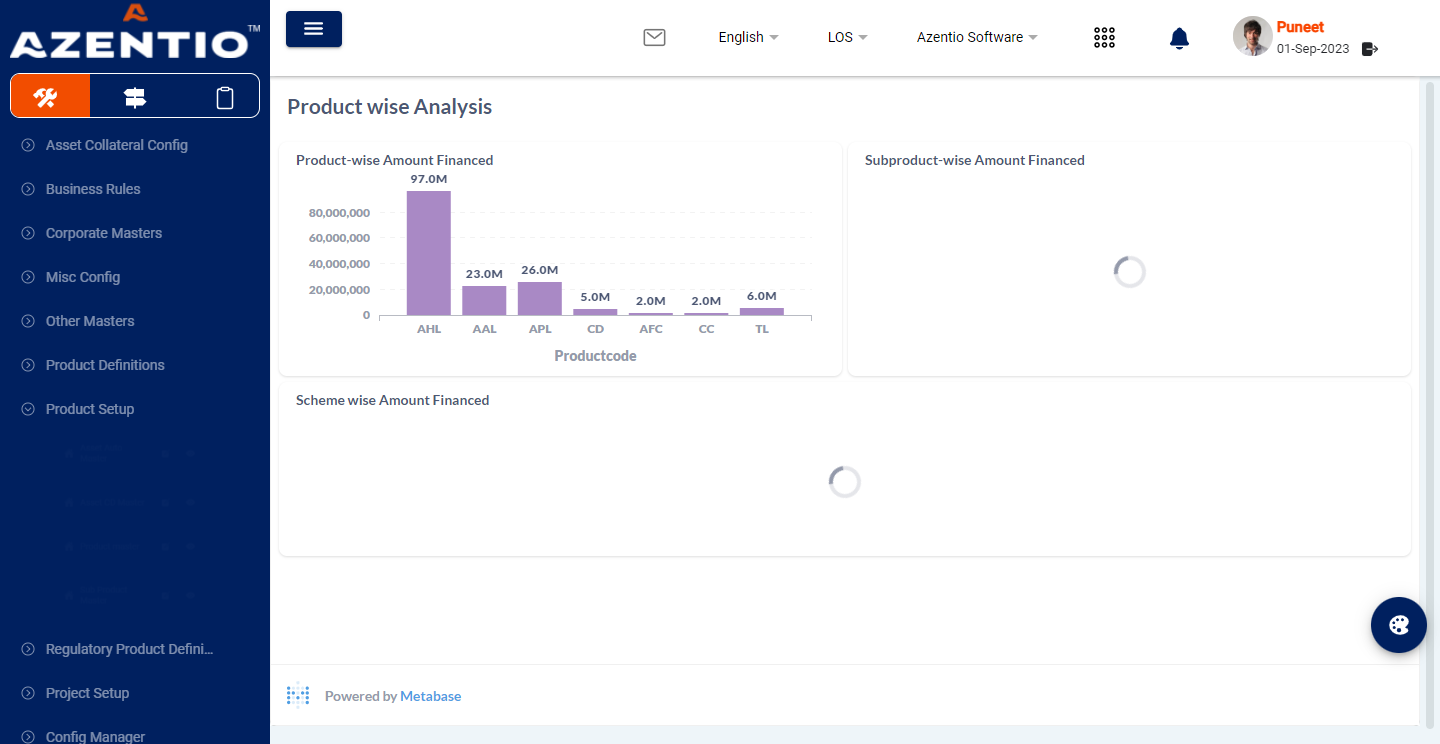 AZENTIO™
English
LOS
Azentio Software
Puneet
01-Sep-2023
Asset Collateral Config
Business Rules
Corporate Masters
Misc Config
Other Masters
Product Definitions
Product Setup
Regulatory Product Defini...
Project Setup
Config Manager
Product wise Analysis
Product-wise Amount Financed
97.0M
80,000,000
60,000,000
40,000,000
20,000,000
0
23.0M
26.0M
5.0M
2.0M
2.0M
6.0M
AHL
AAL
APL
CD
AFC
CC
TL
Productcode
Subproduct-wise Amount Financed
Scheme wise Amount Financed
Powered by Metabase